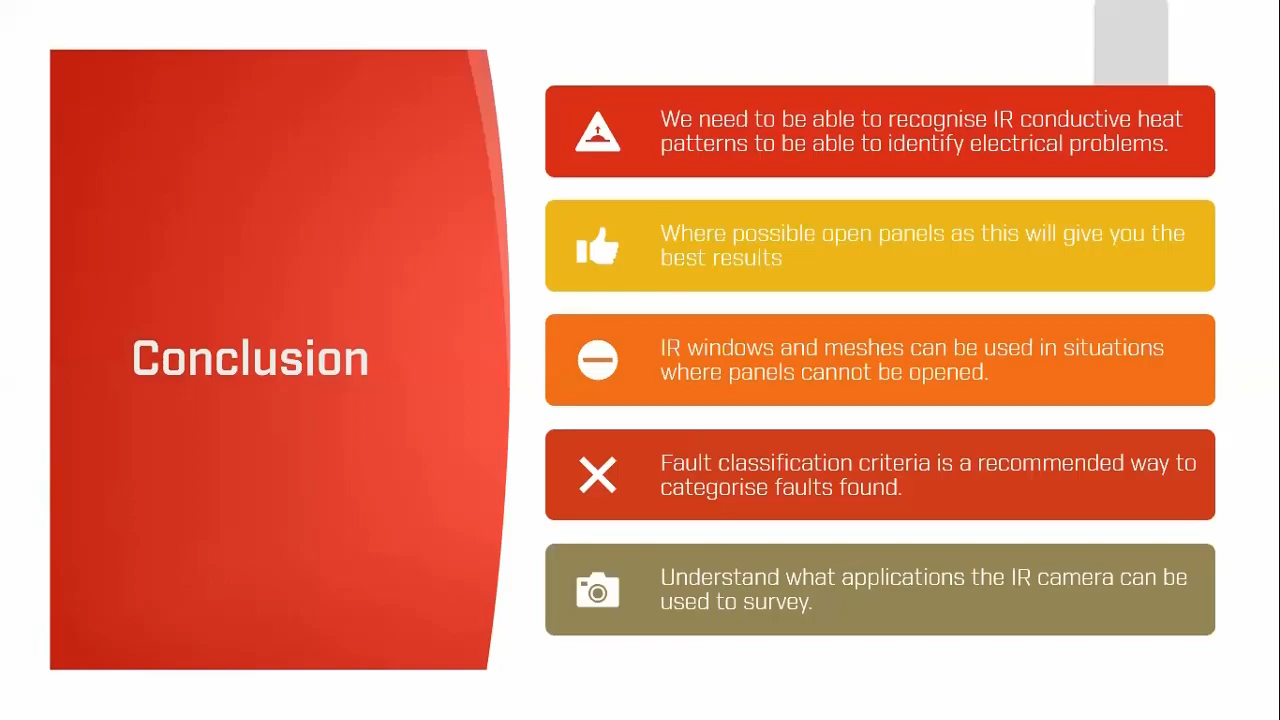 Conclusion
We need to be able to recognise IR conductive heat
patterns to be able to identify electrical problems.
Where possible open panels as this will give you the
best results
IR windows and meshes can be used in situations
where panels cannot be opened.
Fault classification criteria is a recommended way to
categorise faults found.
Understand what applications the IR camera can be
used to survey.